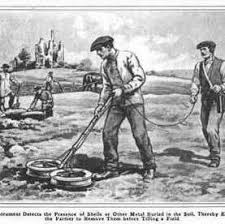 nstrument Detects the Presence of Shells or Other Metal Buried in the Soil, Thereby E
the Farmer to Remove Them before Tilling a Field